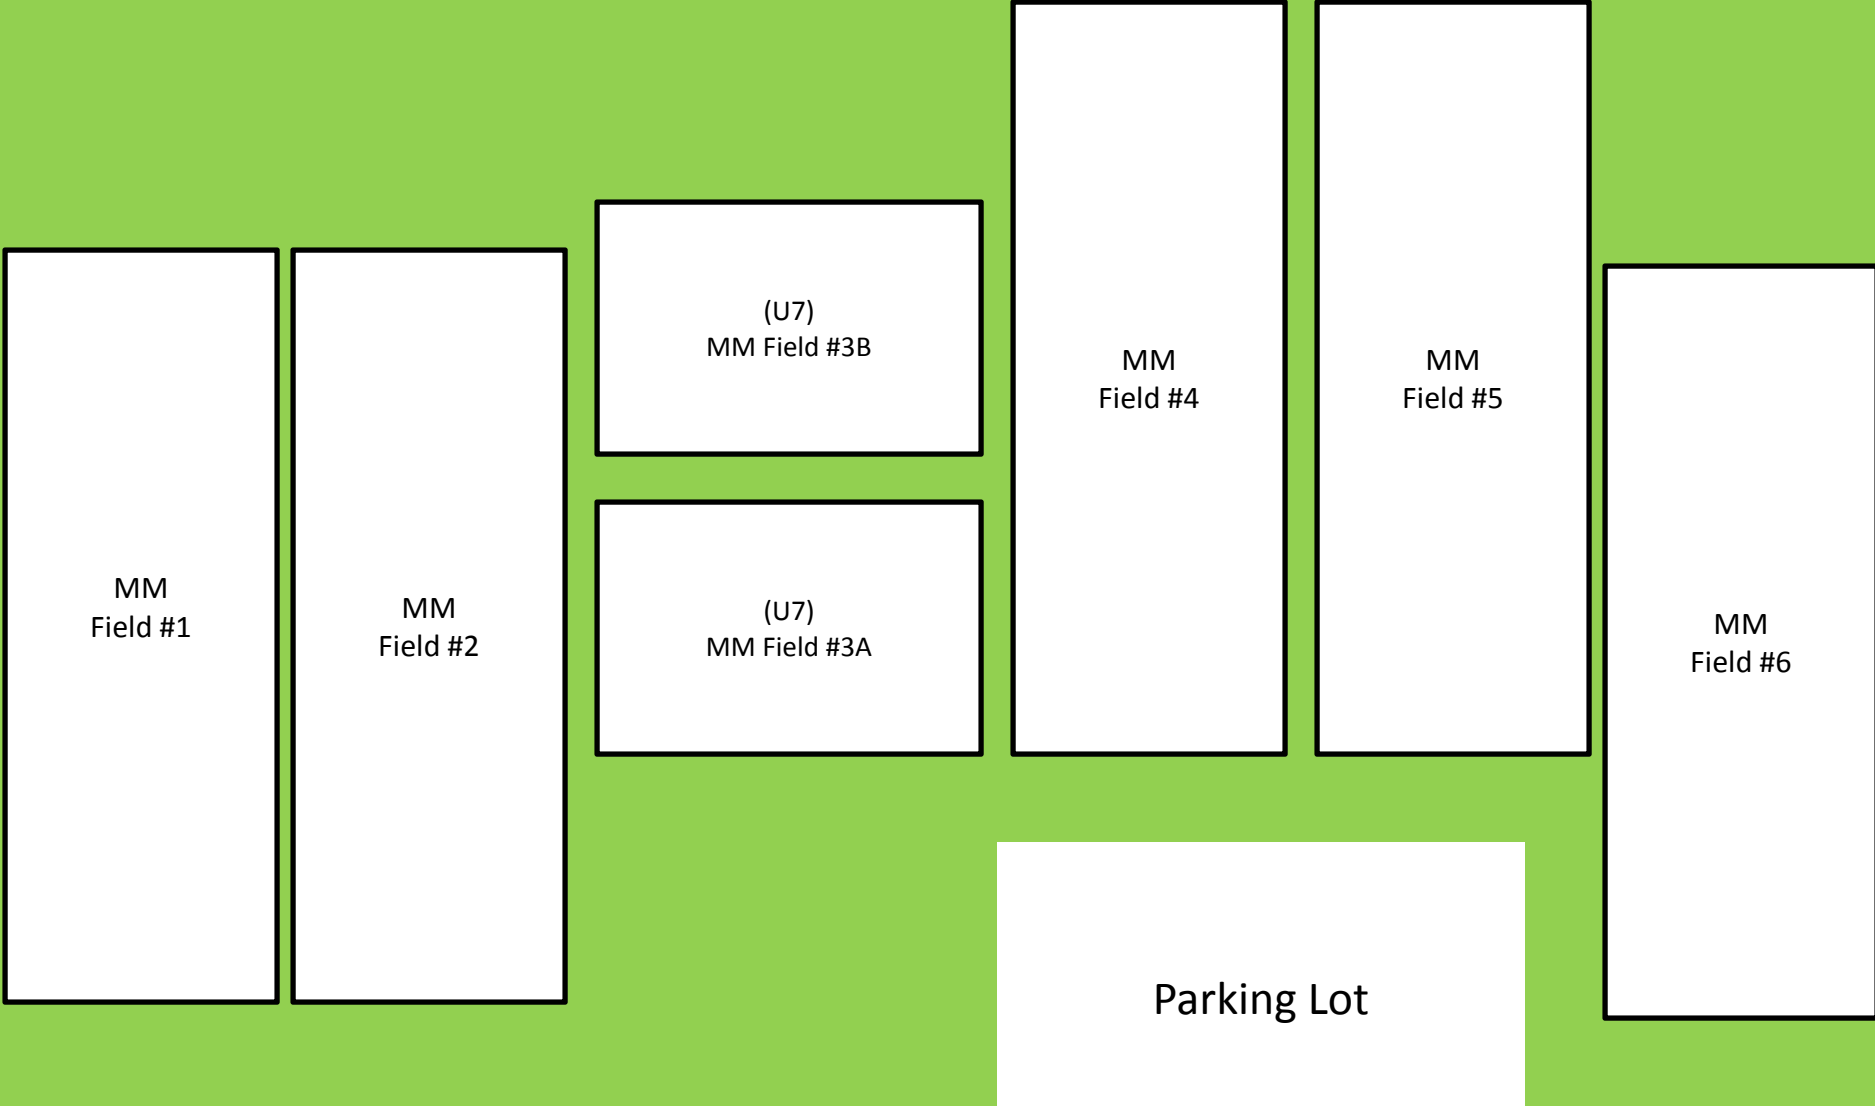 MM
Field #1
MM
Field #2
(U7)
MM Field #3B
(U7)
MM Field #3A
MM
Field #4
MM
Field #5
MM
Field #6
Parking Lot